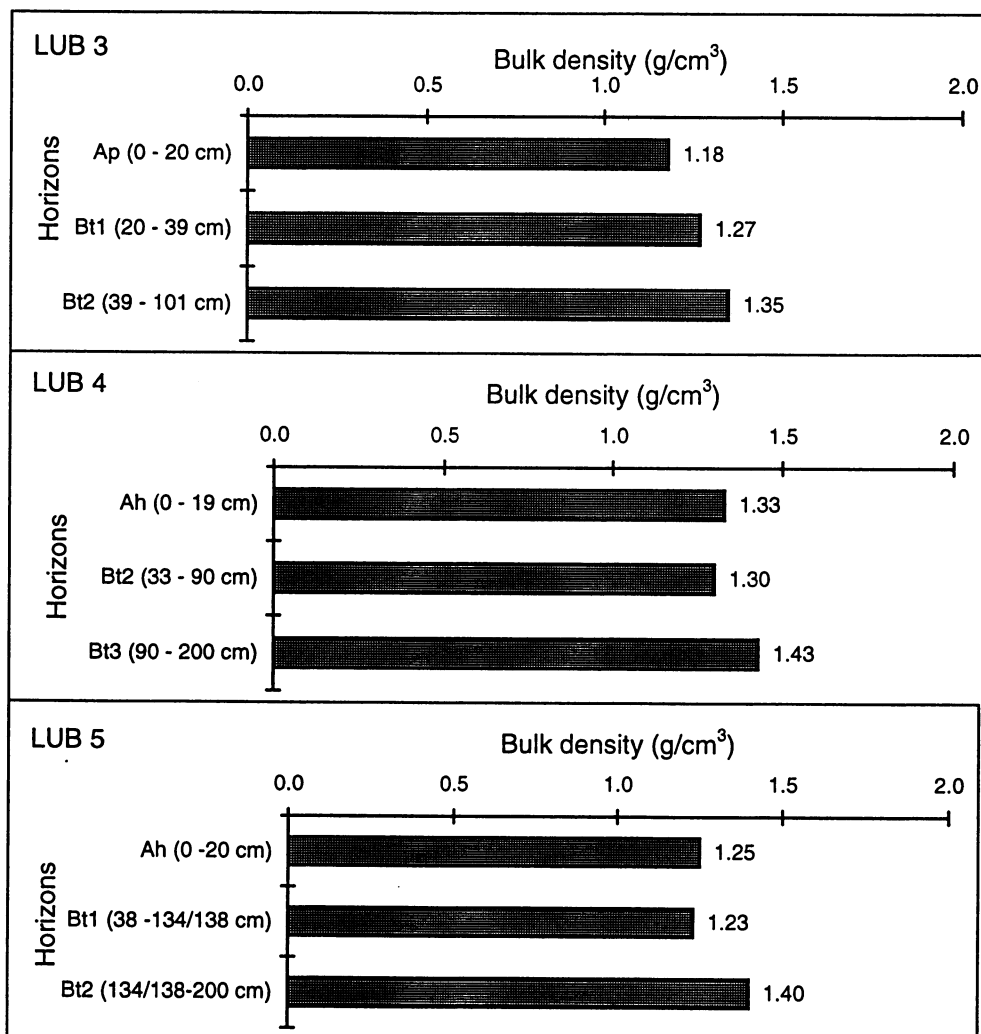 LUB 3
Bulk density (g/cm³)
0.0 0.5 1.0 1.5 2.0
Horizons
Ap (0 - 20 cm) 1.18
Bt1 (20 - 39 cm) 1.27
Bt2 (39 - 101 cm) 1.35
LUB 4
Bulk density (g/cm³)
0.0 0.5 1.0 1.5 2.0
Horizons
Ah (0 - 19 cm) 1.33
Bt2 (33 - 90 cm) 1.30
Bt3 (90 - 200 cm) 1.43
LUB 5
Bulk density (g/cm³)
0.0 0.5 1.0 1.5 2.0
Horizons
Ah (0 -20 cm) 1.25
Bt1 (38 -134/138 cm) 1.23
Bt2 (134/138-200 cm) 1.40